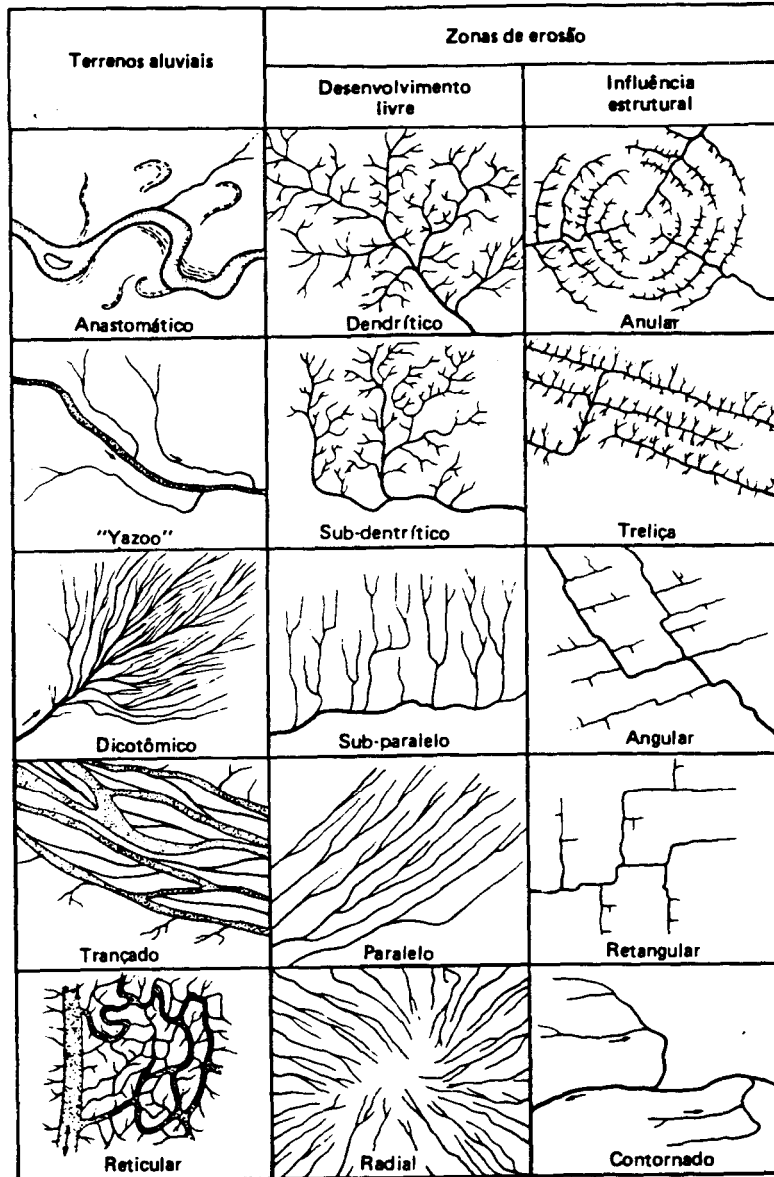 Terrenos aluviais
Zonas de erosão
Desenvolvimento
livre
Influência
estrutural
Anastomático
Dendrítico
Anular
"Yazoo"
Sub-dentrítico
Treliça
Dicotômico
Sub-paralelo
Angular
Trançado
Paralelo
Retangular
Reticular
Radial
Contornado